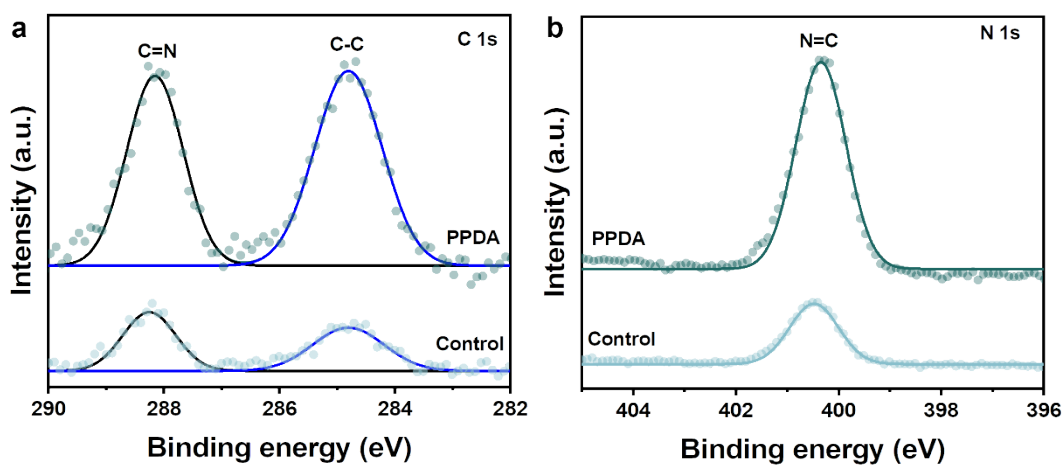 a
C 1s
C=N
C-C
PPDA
Control
Intensity (a.u.)
290
288
286
284
282
Binding energy (eV)
b
N 1s
N=C
PPDA
Control
Intensity (a.u.)
404
402
400
398
396
Binding energy (eV)